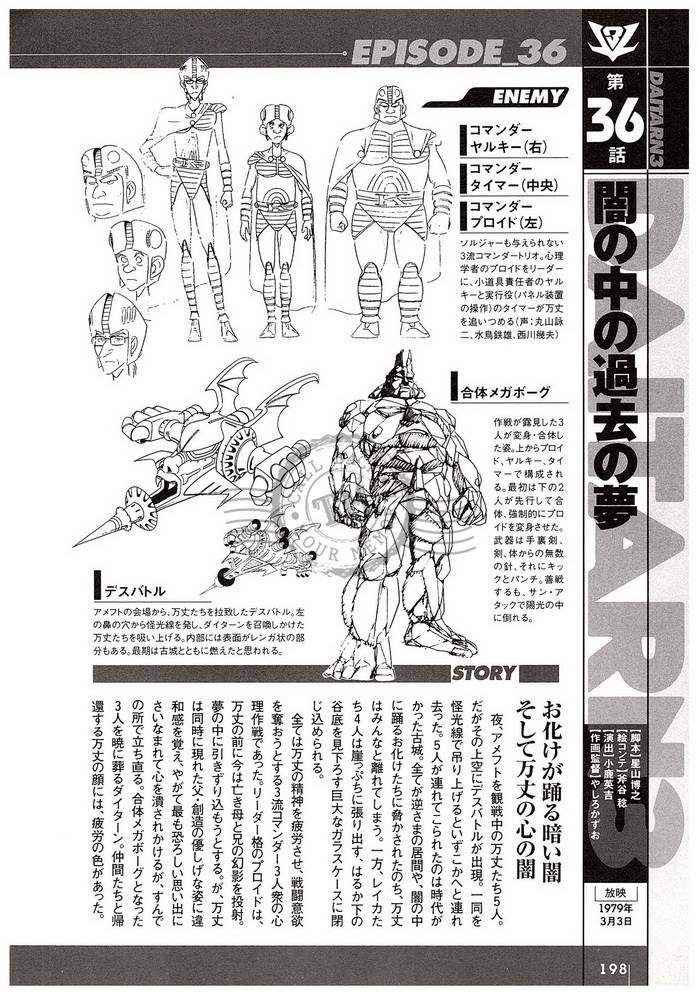 EPISODE_36
DAITARN3
第
36
話
闇の中の過去の夢
DAITARN3
【脚本】星山博之
【絵コンテ】斧谷 稔
【演出】小鹿英吉
【作画監督】やしろかずお
放映
1979年
3月3日
ENEMY
コマンダー
ヤルキー(右)
コマンダー
タイマー(中央)
コマンダー
プロイド(左)
ソルジャーも与えられない
3流コマンダートリオ。心理
学者のプロイドをリーダー
に、小道具責任者のヤルキ
ーと実行役(パネル装置
の操作)のタイマーが万丈
を追いつめる(声:丸山詠
二、水鳥鉄雄、西川幾夫)
合体メガボーグ
作戦が露見した3
人が変身・合体し
た姿。上からプロイ
ド、ヤルキー、タイ
マーで構成され
る。最初は下の2
人が先行して合
体、強制的にプロ
イドを変身させた。
武器は手裏剣、
剣、体からの無数
の針、それにキッ
クとパンチ。善戦
するも、サン・ア
タックで陽光の中
に倒れる。
デスバトル
アメフトの会場から、万丈たちを拉致したデスバトル。左
の鼻の穴から怪光線を発し、ダイターンを召喚しかけた
万丈たちを吸い上げる。内部には表面がレンガ状の部
分もある。最期は古城とともに燃えたと思われる。
STORY
お化けが踊る暗い闇
そして万丈の心の闇
夜、アメフトを観戦中の万丈たち5人。
だがその上空にデスバトルが出現。一同を
怪光線で吊り上げるといずこかへと連れ
去った。5人が連れてこられたのは時代が
かった古城。全てが逆さまの居間や、闇の中
に踊るお化けたちに脅かされたのち、万丈
はみんなと離れてしまう。一方、レイカた
ち4人は崖っぷちに張り出す、はるか下の
谷底を見下ろす巨大なガラスケースに閉
じ込められる。
全ては万丈の精神を疲労させ、戦闘意欲
を奪おうとする3流コマンダー3人衆の心
理作戦であった。リーダー格のプロイドは、
万丈の前に今は亡き母と兄の幻影を投射。
夢の中に引きずり込もうとする。が、万丈
は同時に現れた父・創造の優しげな姿に違
和感を覚え、やがて最も恐ろしい思い出に
さいなまれて心を潰されかけるが、すんで
の所で立ち直る。合体メガボーグとなった
3人を暁に葬るダイターン。仲間たちと帰
還する万丈の顔には、疲労の色があった。
198